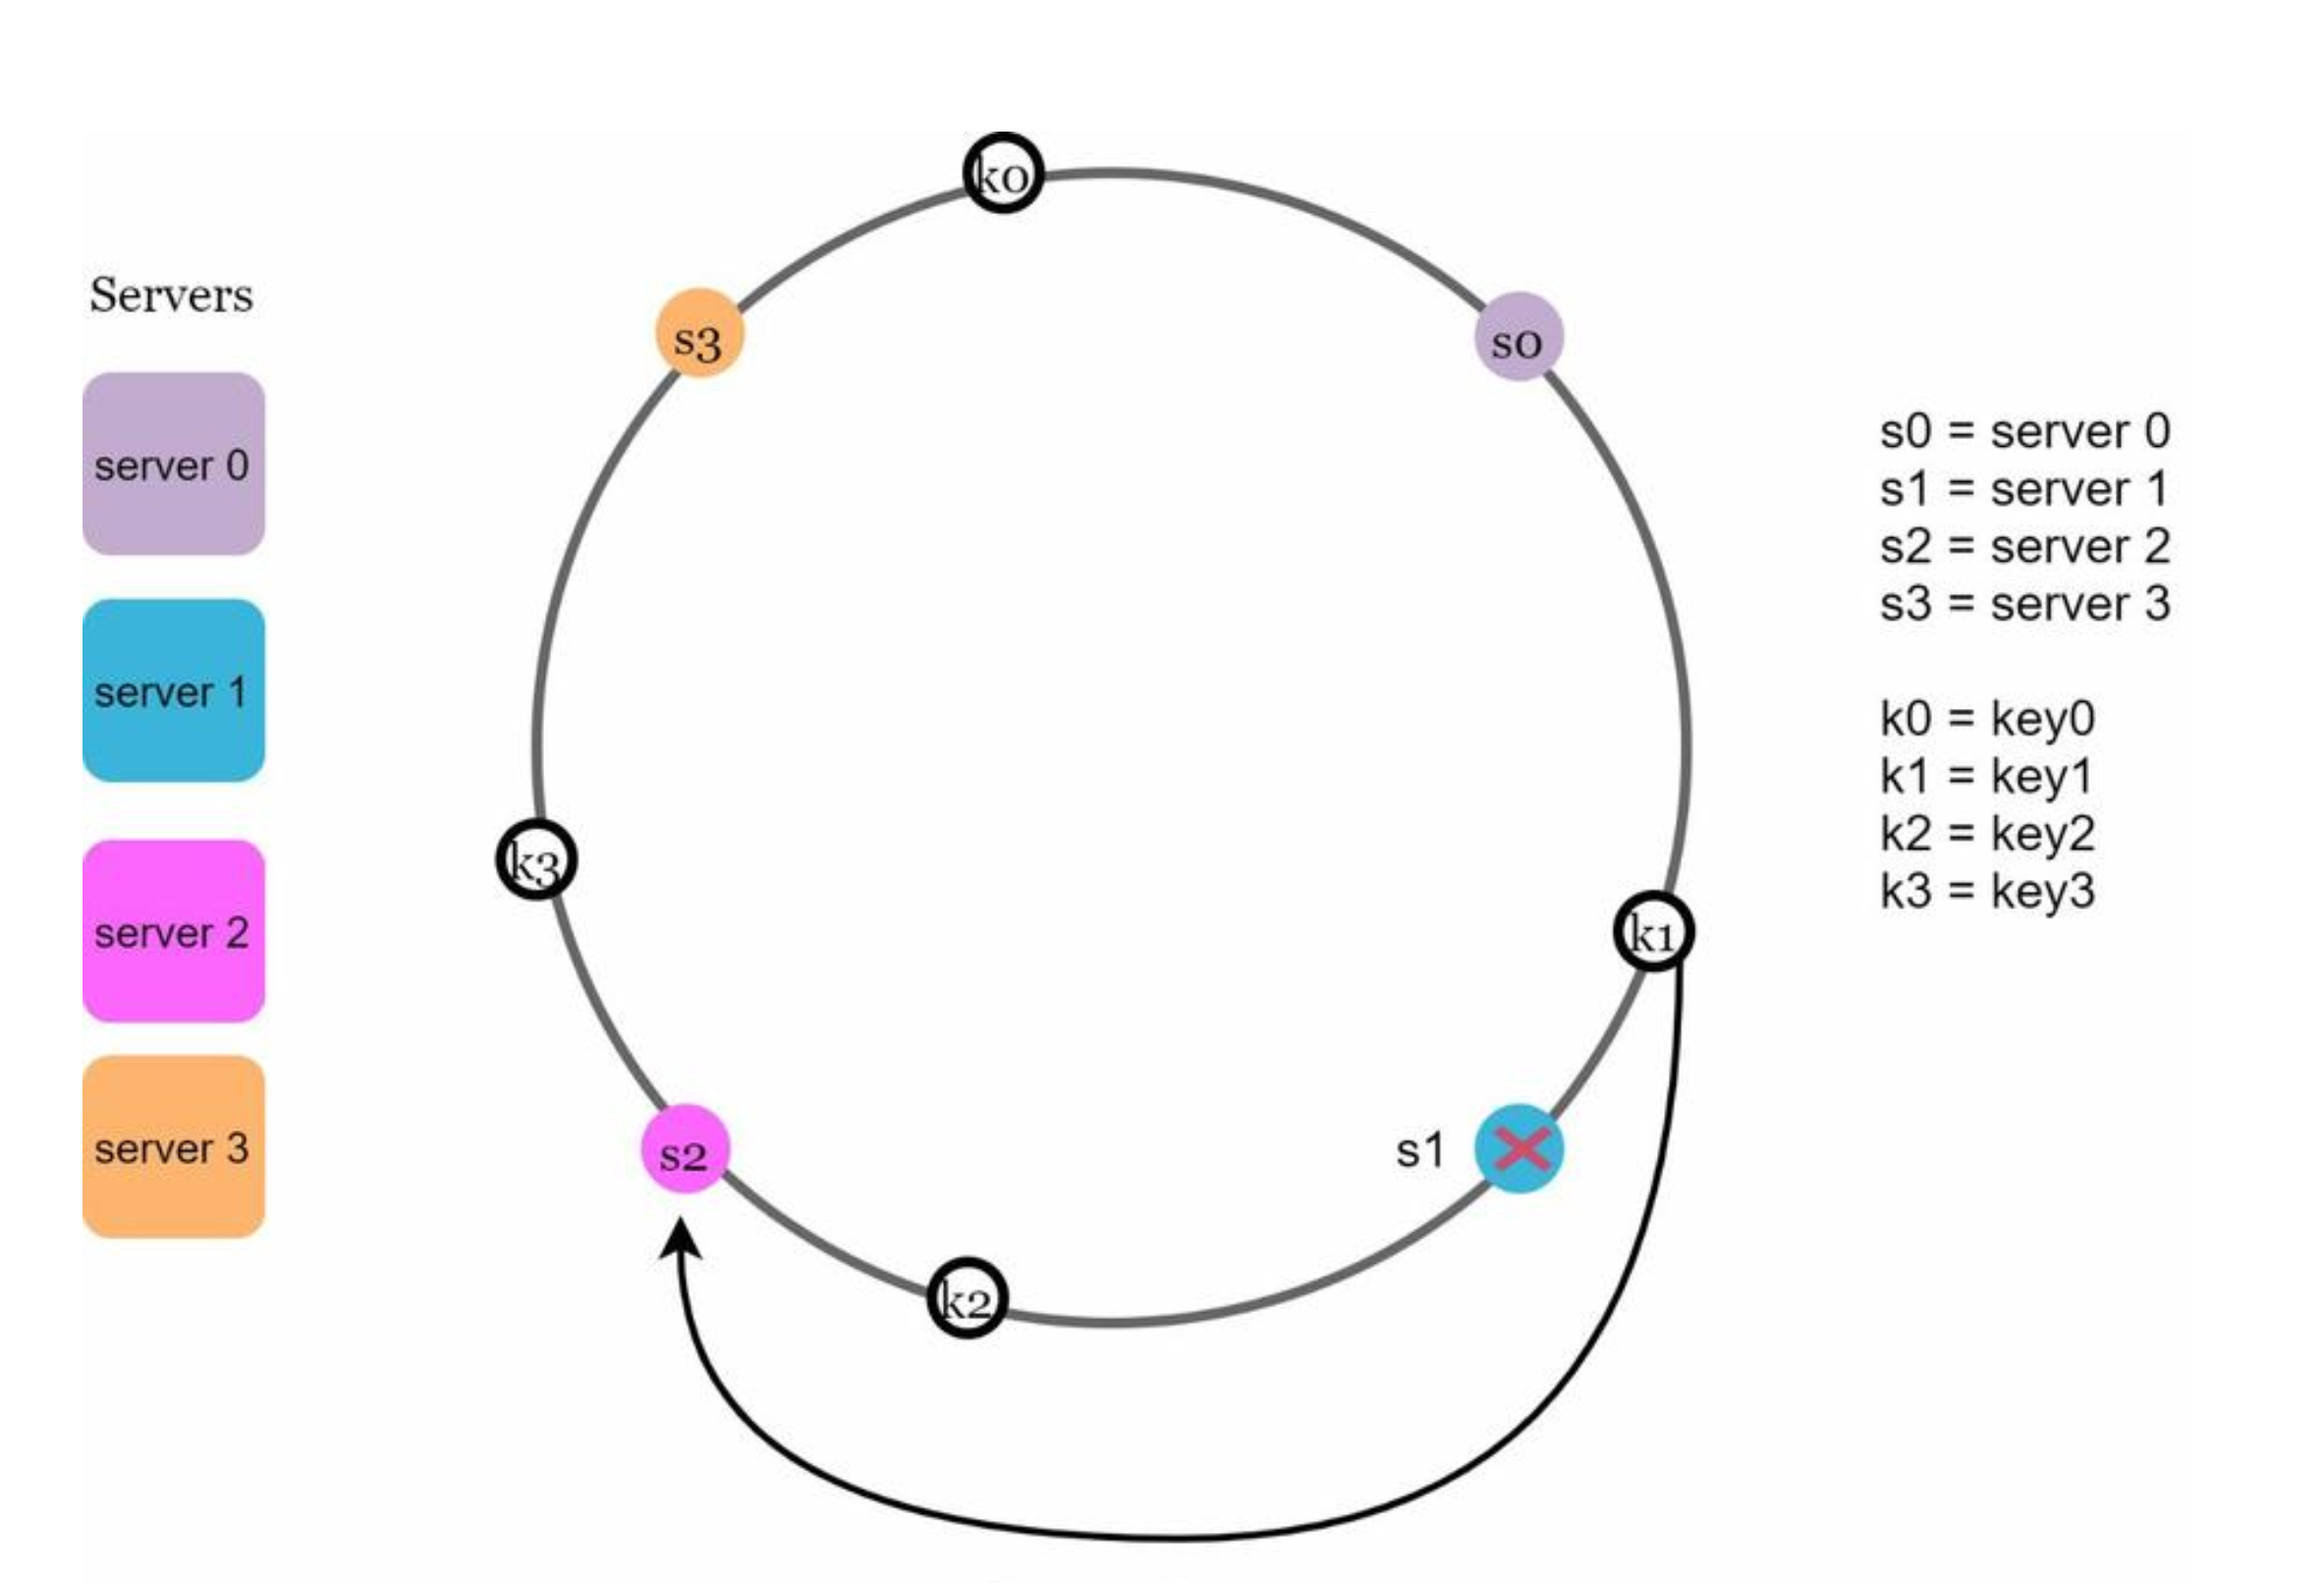 Servers
server 0
server 1
server 2
server 3
k0
s3
s0
k3
k1
s2
s1
k2
s0 = server 0
s1 = server 1
s2 = server 2
s3 = server 3
k0 = key0
k1 = key1
k2 = key2
k3 = key3